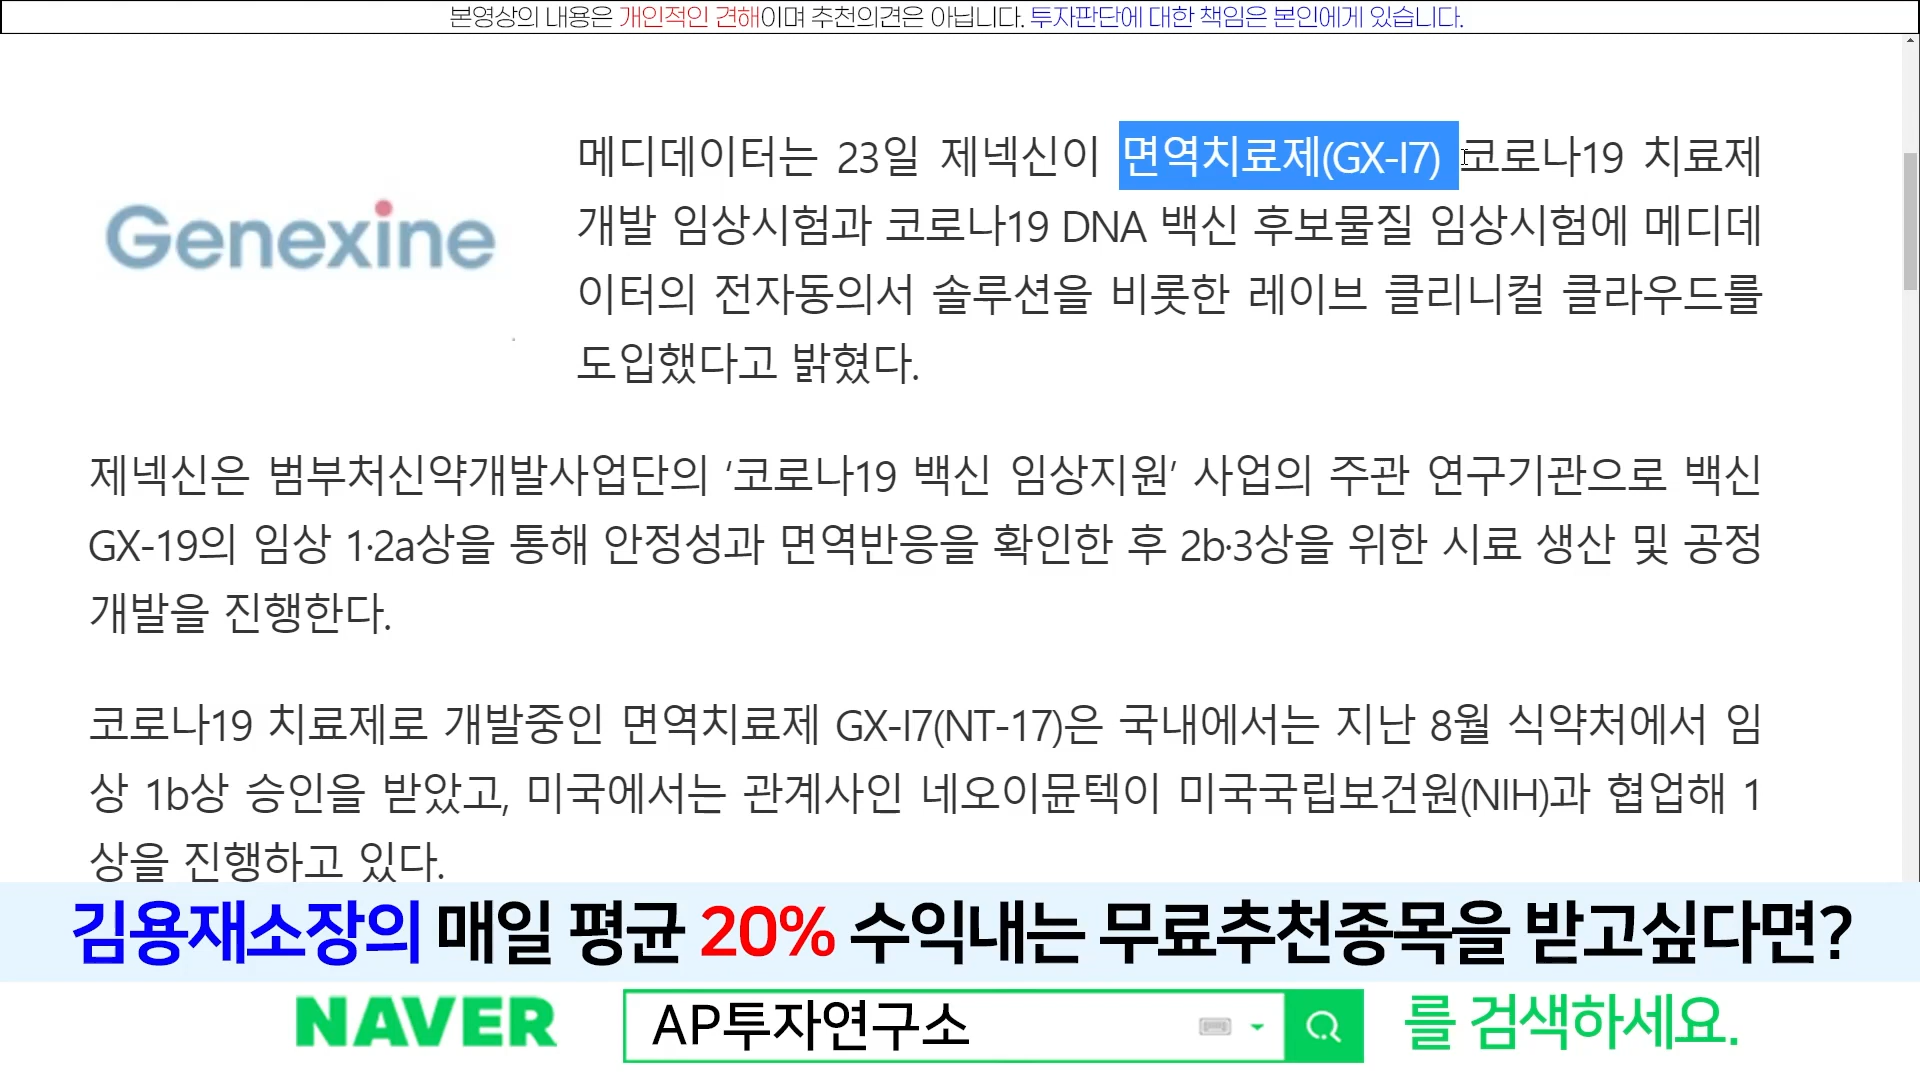 본영상의 내용은 개인적인 견해이며 추천의견은 아닙니다. 투자판단에 대한 책임은 본인에게 있습니다.
Genexine
메디데이터는 23일 제넥신이 면역치료제(GX-I7) 코로나19 치료제
개발 임상시험과 코로나19 DNA 백신 후보물질 임상시험에 메디데
이터의 전자동의서 솔루션을 비롯한 레이브 클리니컬 클라우드를
도입했다고 밝혔다.
제넥신은 범부처신약개발사업단의 ‘코로나19 백신 임상지원’ 사업의 주관 연구기관으로 백신
GX-19의 임상 1·2a상을 통해 안정성과 면역반응을 확인한 후 2b·3상을 위한 시료 생산 및 공정
개발을 진행한다.
코로나19 치료제로 개발중인 면역치료제 GX-I7(NT-17)은 국내에서는 지난 8월 식약처에서 임
상 1b상 승인을 받았고, 미국에서는 관계사인 네오이뮨텍이 미국국립보건원(NIH)과 협업해 1
상을 진행하고 있다.
김용재소장의 매일 평균 20% 수익내는 무료추천종목을 받고싶다면?
NAVER AP투자연구소 를 검색하세요.